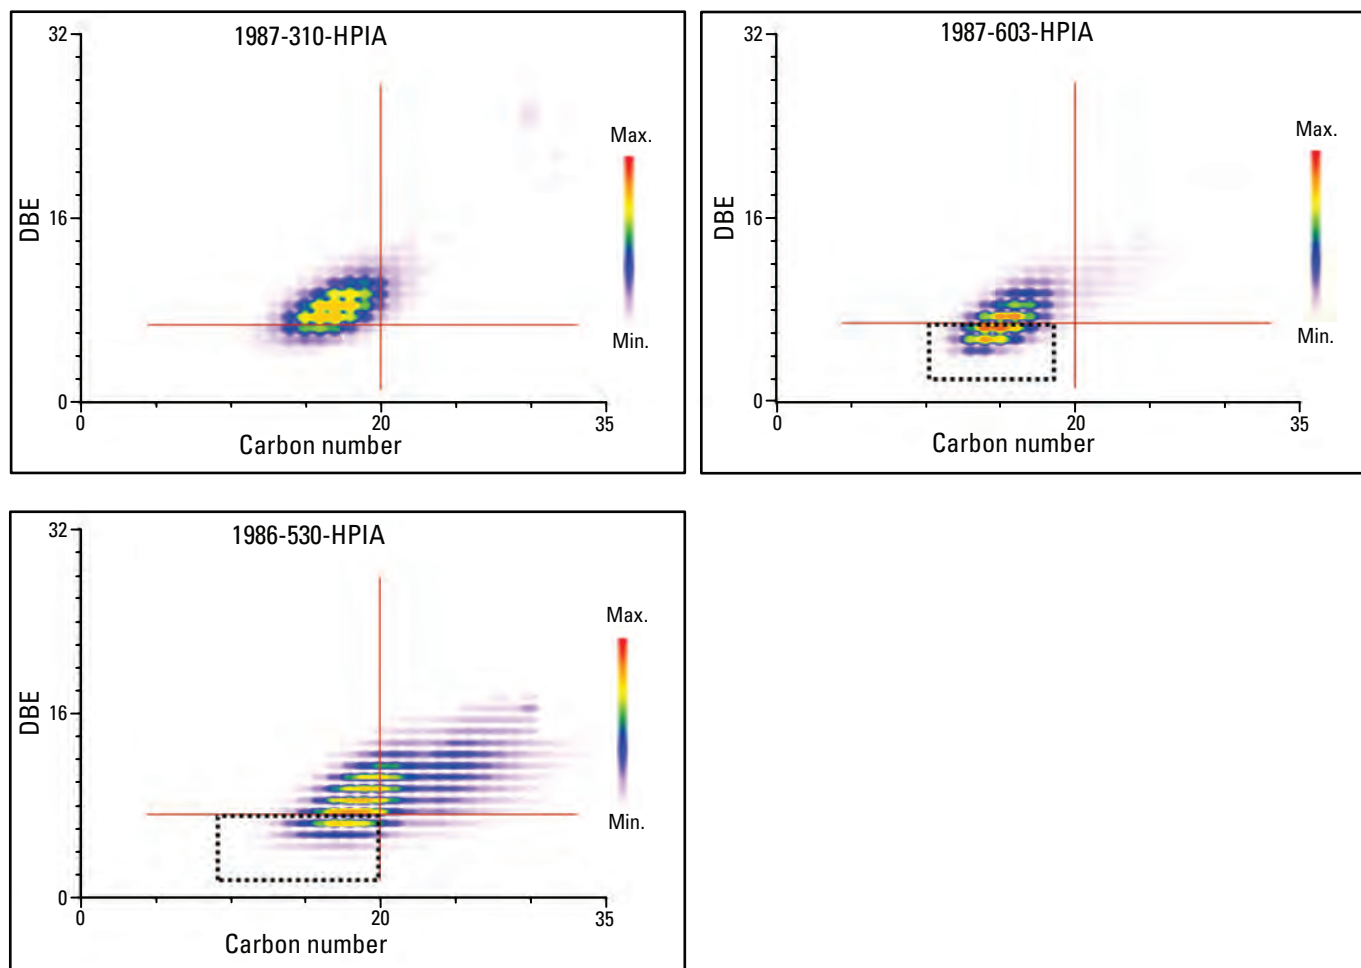 1987-310-HPIA
32
16
0
DBE
0
20
35
Carbon number
Max.
Min.
1987-603-HPIA
32
16
0
DBE
0
20
35
Carbon number
Max.
Min.
1986-530-HPIA
32
16
0
DBE
0
20
35
Carbon number
Max.
Min.